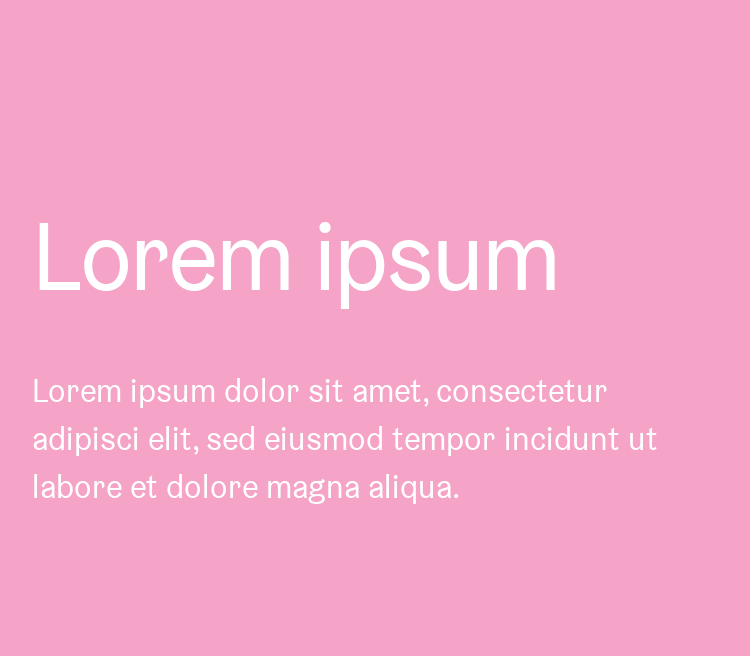 Lorem ipsum
Lorem ipsum dolor sit amet, consectetur
adipisci elit, sed eiusmod tempor incidunt ut
labore et dolore magna aliqua.